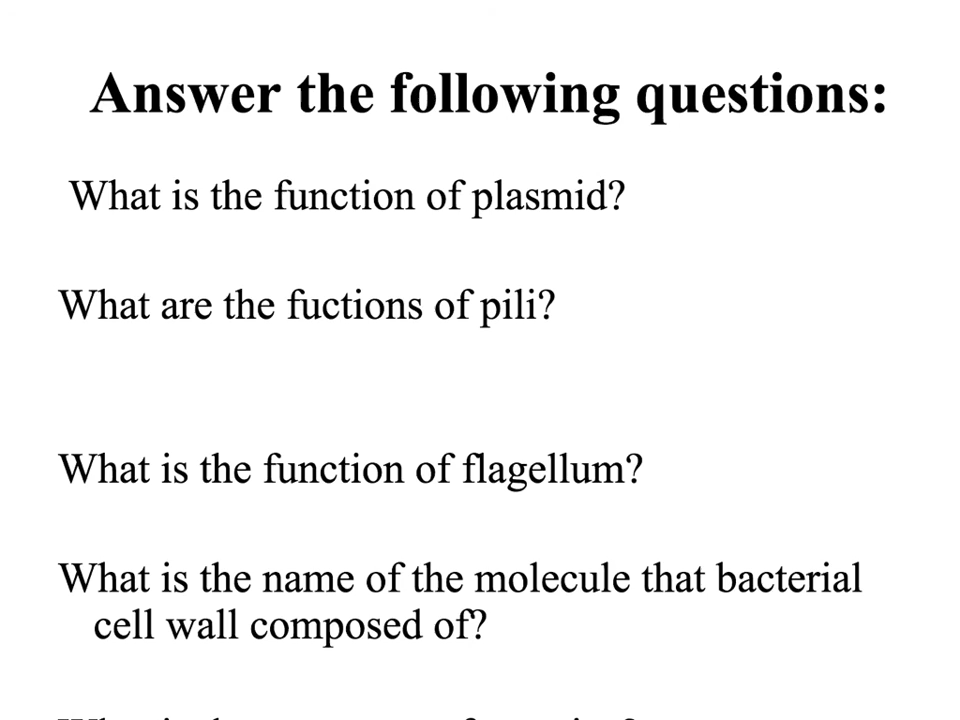 Answer the following questions:
What is the function of plasmid?
What are the fuctions of pili?
What is the function of flagellum?
What is the name of the molecule that bacterial
cell wall composed of?